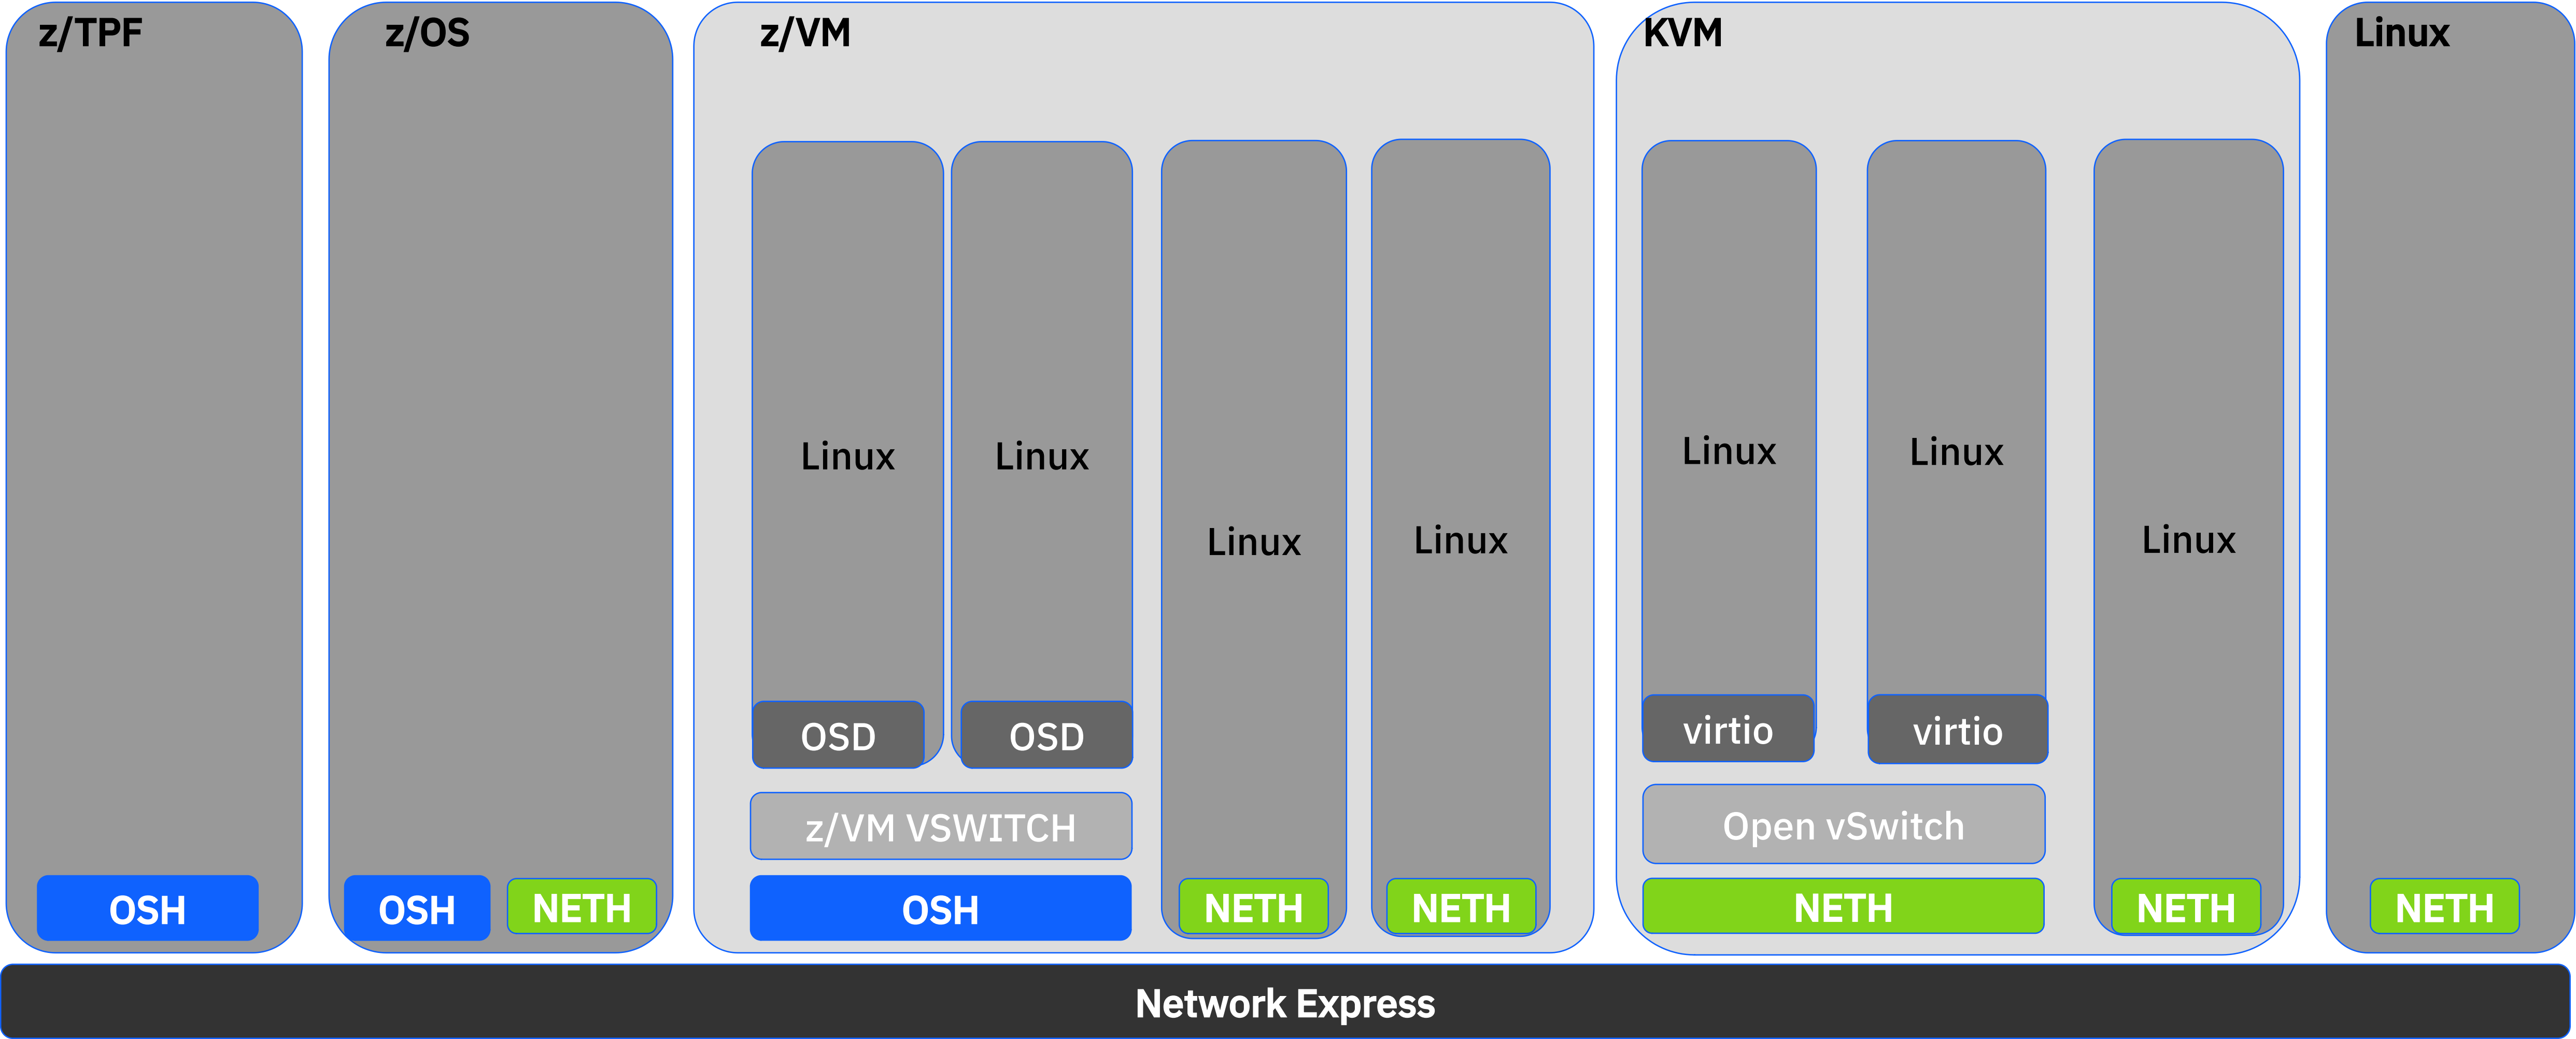 z/TPF
z/OS
z/VM
KVM
Linux
Linux
Linux
Linux
Linux
Linux
Linux
Linux
OSD
OSD
virtio
virtio
z/VM VSWITCH
Open vSwitch
OSH
OSH
NETH
OSH
NETH
NETH
NETH
NETH
NETH
Network Express